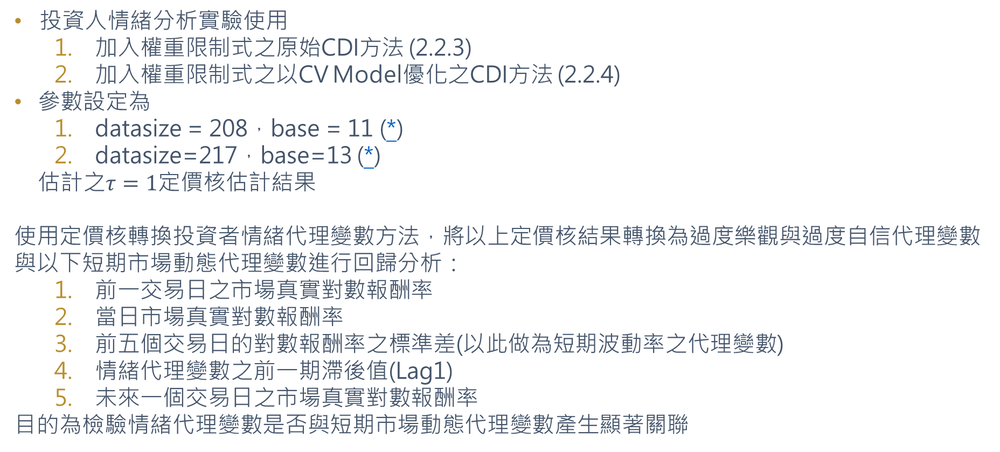 • 投資人情緒分析實驗使用
1. 加入權重限制式之原始CDI方法 (2.2.3)
2. 加入權重限制式之以CV Model優化之CDI方法 (2.2.4)
• 參數設定為
1. datasize = 208，base = 11 (*)
2. datasize=217，base=13 (*)
估計之τ = 1定價核估計結果
使用定價核轉換投資者情緒代理變數方法，將以上定價核結果轉換為過度樂觀與過度自信代理變數
與以下短期市場動態代理變數進行回歸分析：
1. 前一交易日之市場真實對數報酬率
2. 當日市場真實對數報酬率
3. 前五個交易日的對數報酬率之標準差(以此做為短期波動率之代理變數)
4. 情緒代理變數之前一期滯後值(Lag1)
5. 未來一個交易日之市場真實對數報酬率
目的為檢驗情緒代理變數是否與短期市場動態代理變數產生顯著關聯